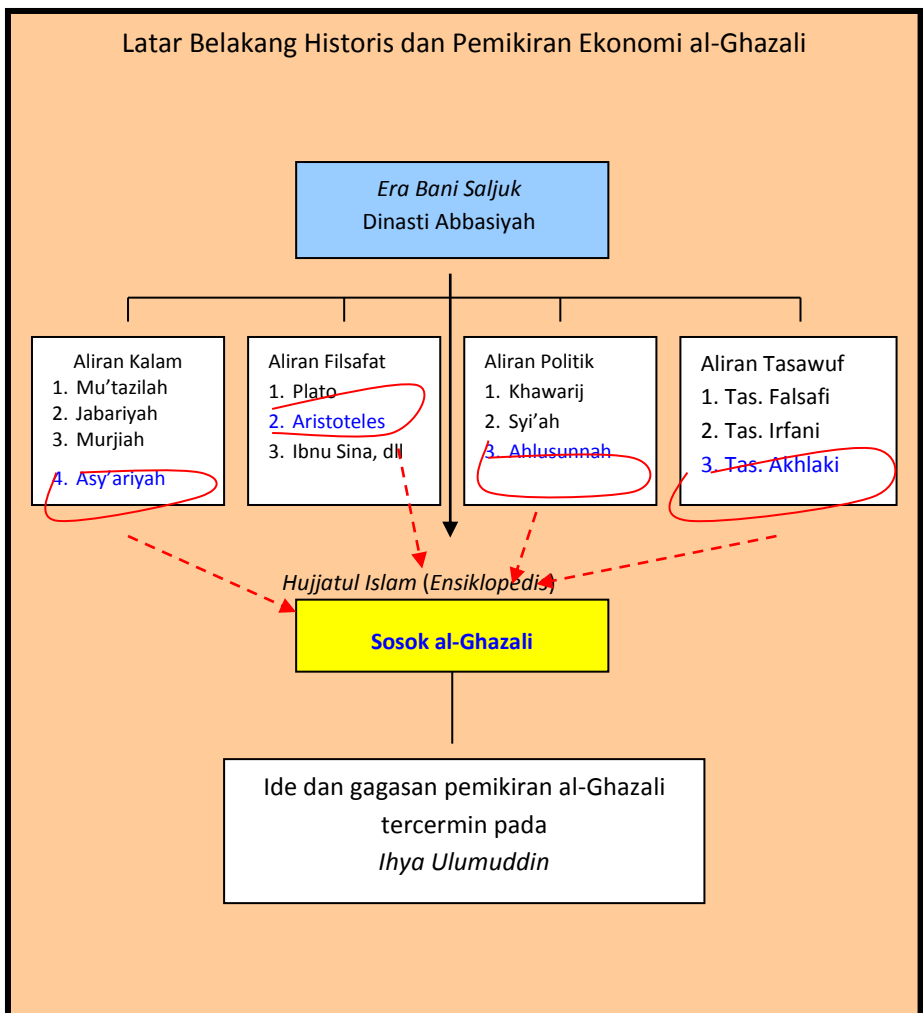 Latar Belakang Historis dan Pemikiran Ekonomi al-Ghazali
Era Bani Saljuk
Dinasti Abbasiyah
Aliran Kalam
1. Mu'tazilah
2. Jabariyah
3. Murjiah
4. Asy'ariyah
Aliran Filsafat
1. Plato
2. Aristoteles
3. Ibnu Sina, dll
Aliran Politik
1. Khawarij
2. Syi'ah
3. Ahlusunnah
Aliran Tasawuf
1. Tas. Falsafi
2. Tas. Irfani
3. Tas. Akhlaki
Hujjatul Islam (Ensiklopedis)
Sosok al-Ghazali
Ide dan gagasan pemikiran al-Ghazali
tercermin pada
Ihya Ulumuddin